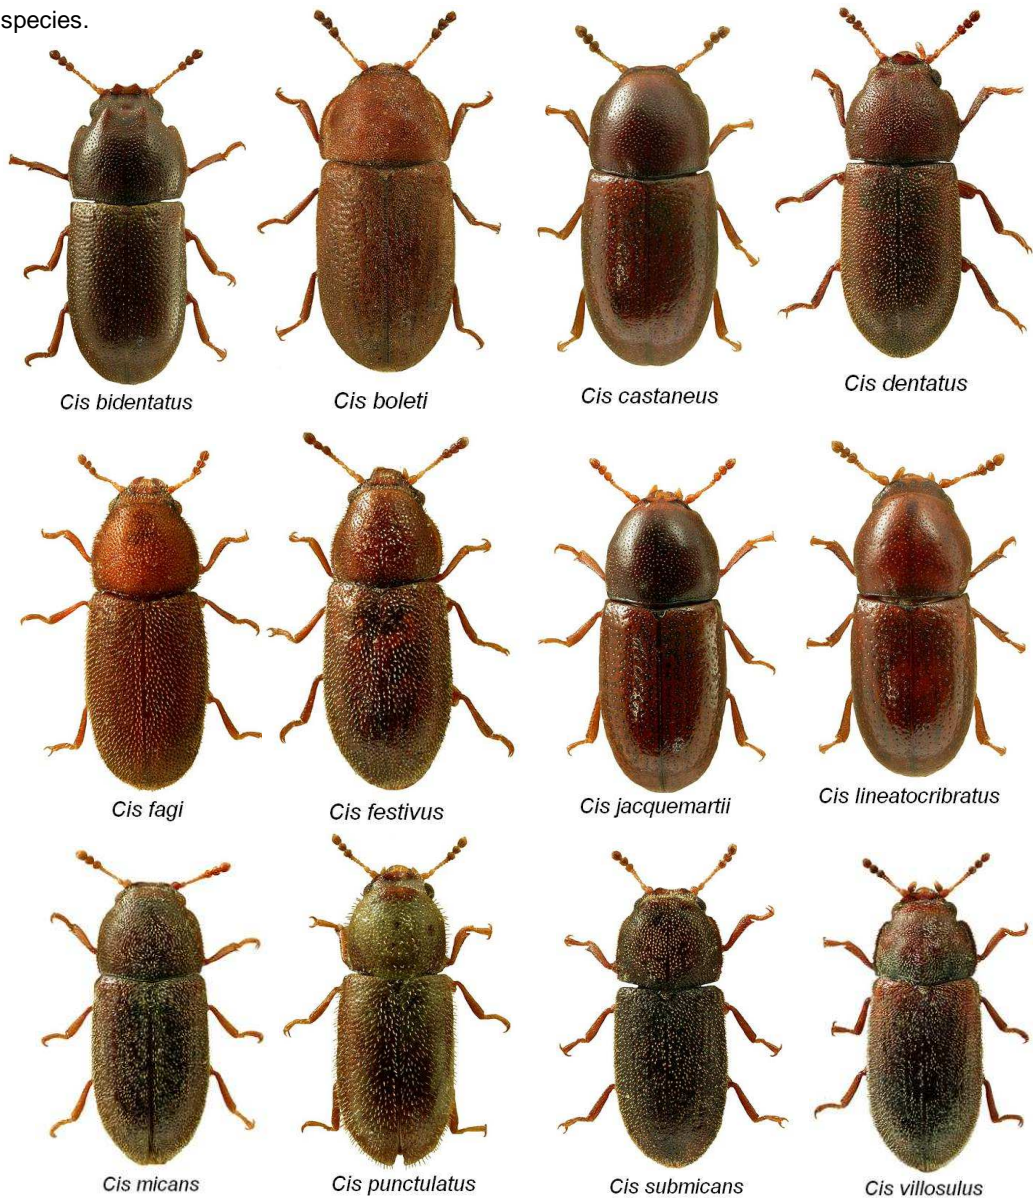 species.
Cis bidentatus
Cis boleti
Cis castaneus
Cis dentatus
Cis fagi
Cis festivus
Cis jacquemartii
Cis lineatocribratus
Cis micans
Cis punctulatus
Cis submicans
Cis villosulus